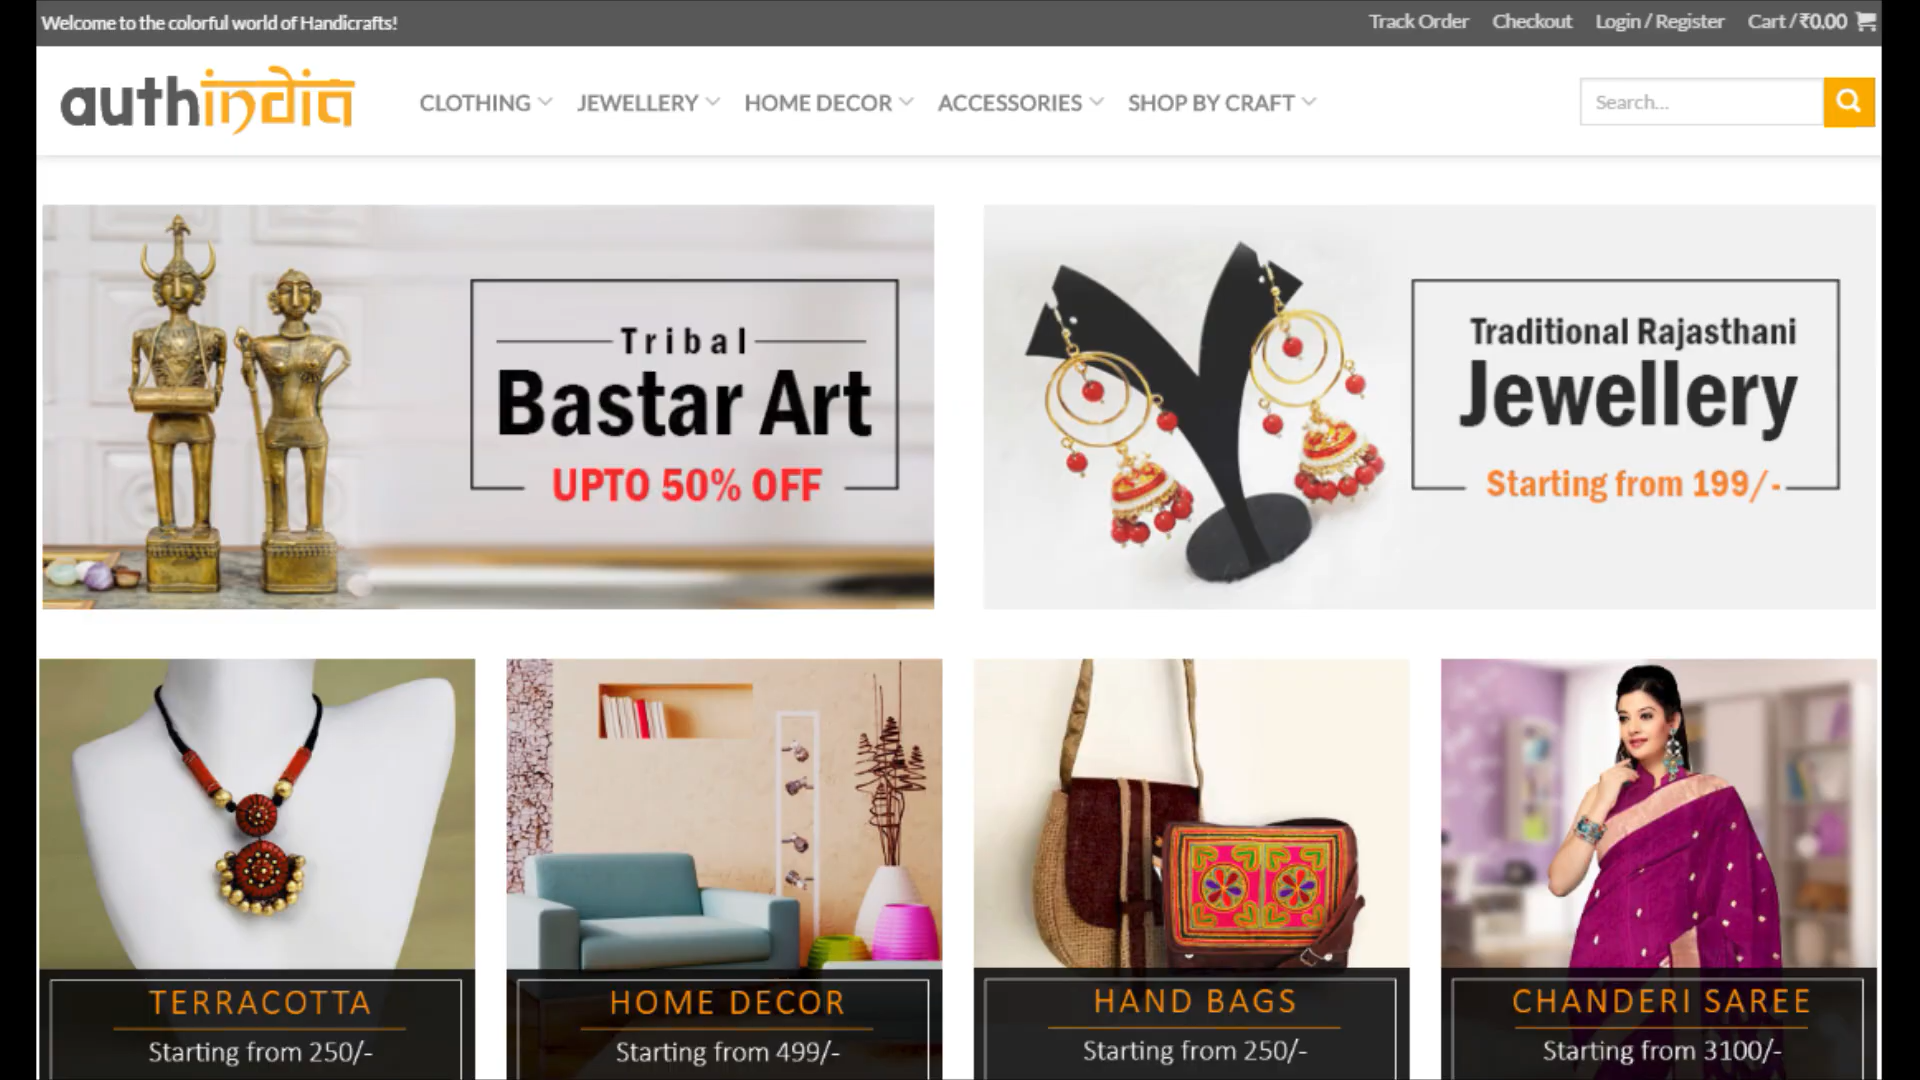 Welcome to the colorful world of Handicrafts!
Track Order Checkout Login / Register Cart / ₹0.00
authindia
CLOTHING JEWELLERY HOME DECOR ACCESSORIES SHOP BY CRAFT
Search...
Tribal
Bastar Art
UPTO 50% OFF
Traditional Rajasthani
Jewellery
Starting from 199/-
TERRACOTTA
Starting from 250/-
HOME DECOR
Starting from 499/-
HAND BAGS
Starting from 250/-
CHANDERI SAREE
Starting from 3100/-